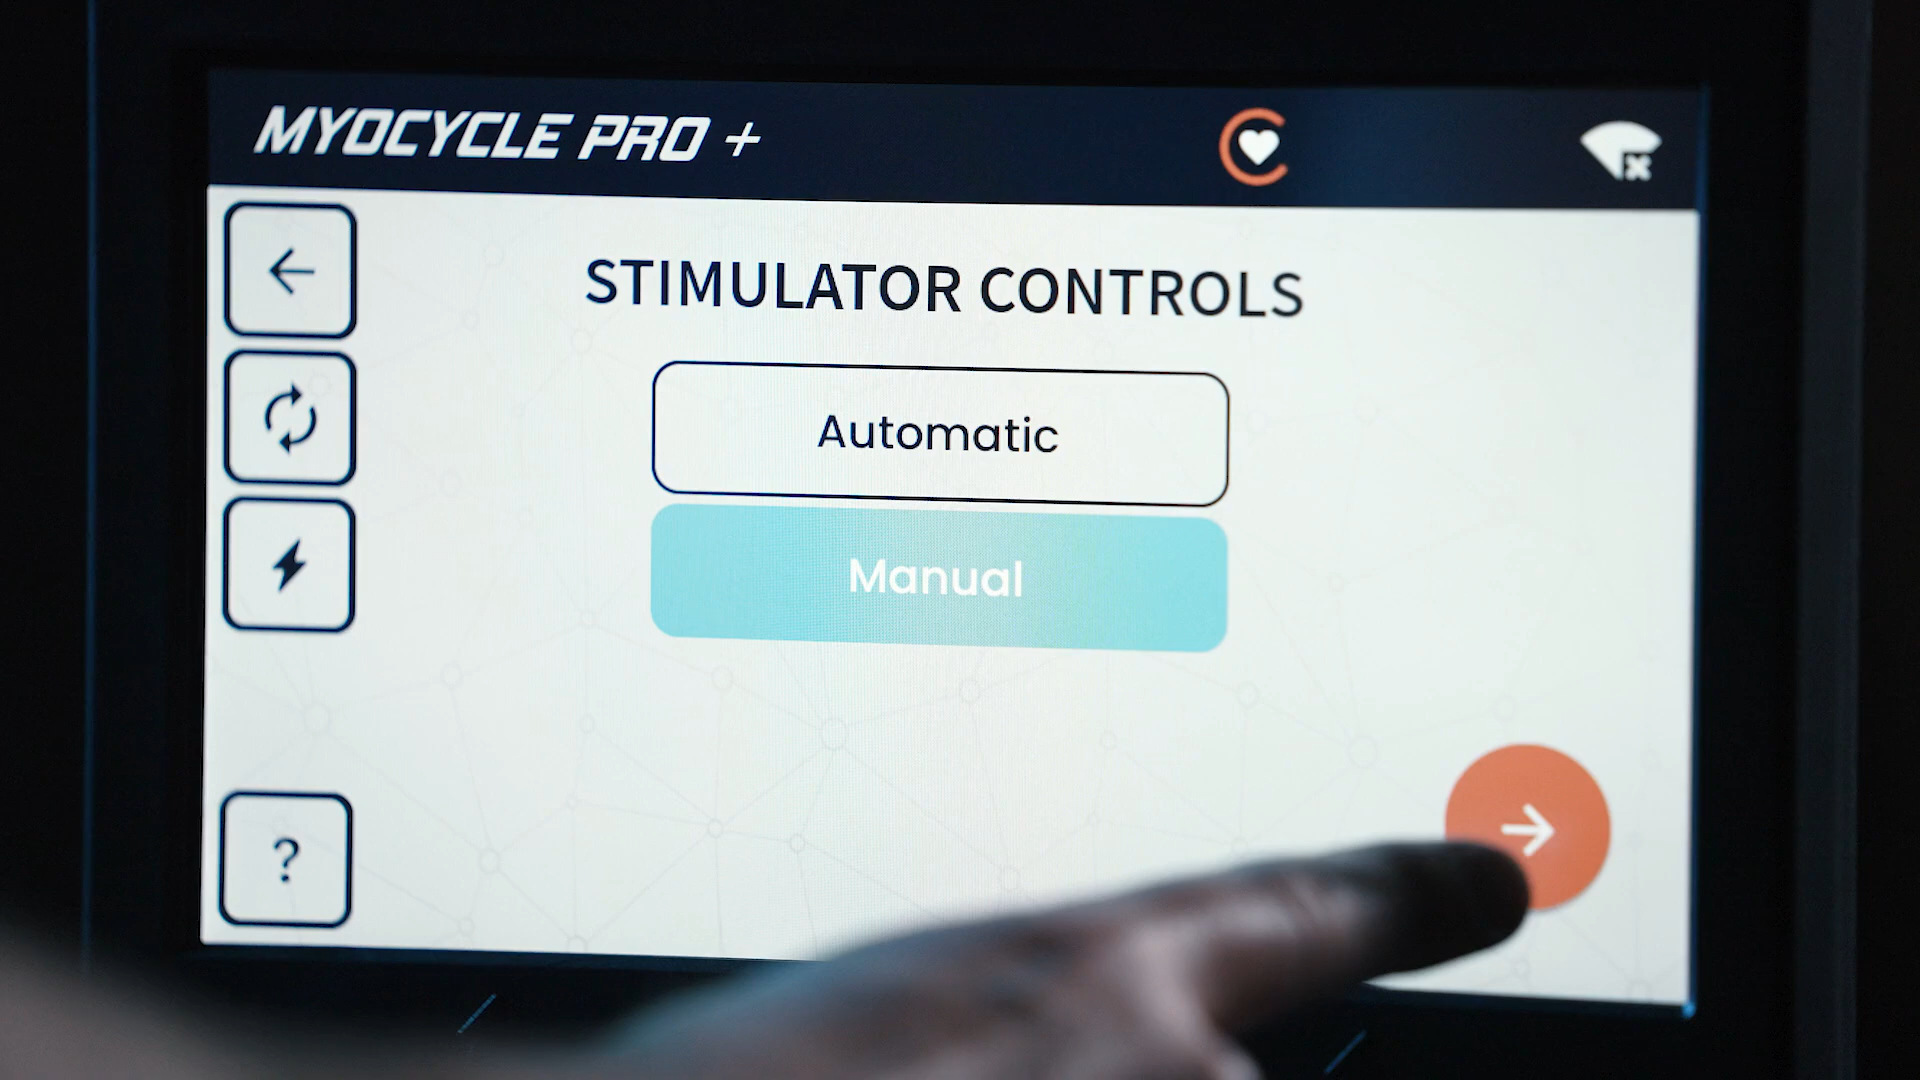 MYOCYCLE PRO +
STIMULATOR CONTROLS
Automatic
Manual
?